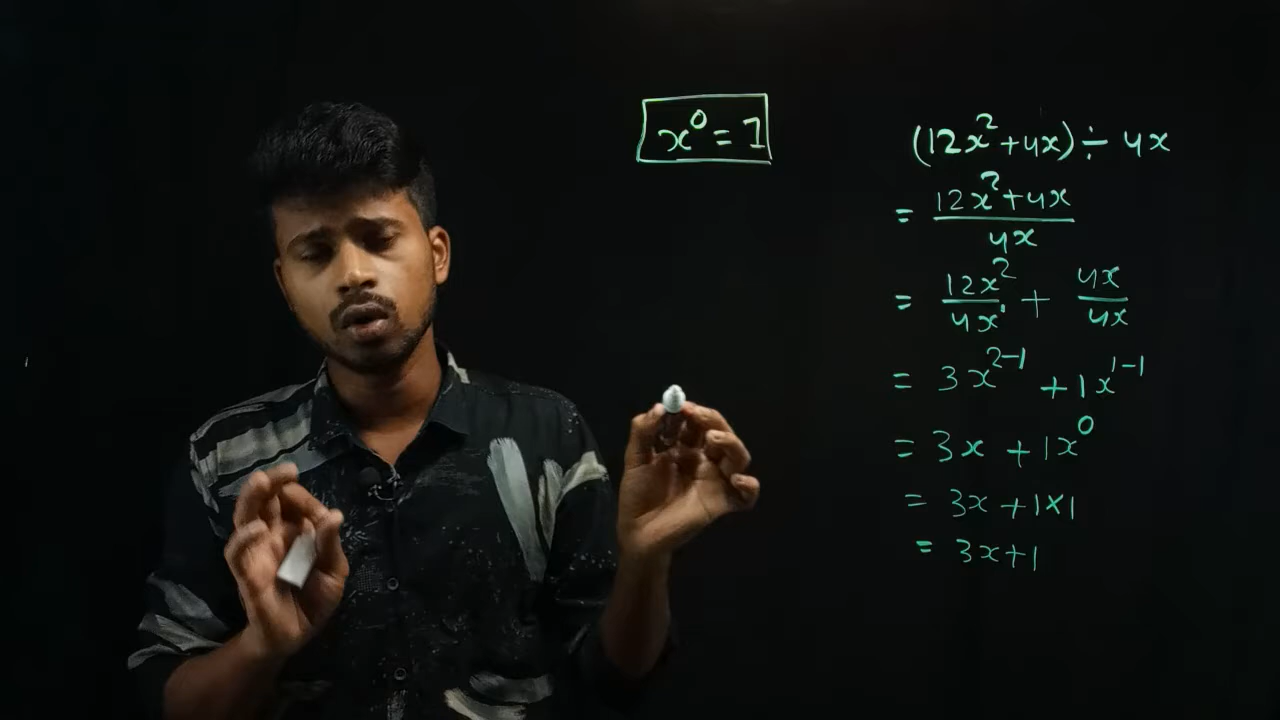 x⁰ = 1
(12x² + 4x) ÷ 4x
= (12x² + 4x)/(4x)
= 12x²/4x¹ + 4x/4x
= 3x²⁻¹ + 1x¹⁻¹
= 3x + 1x⁰
= 3x + 1 × 1
= 3x + 1